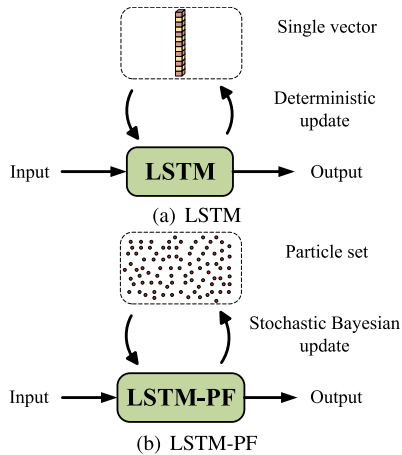 Single vector
Deterministic
update
Input
LSTM
Output
(a) LSTM
Particle set
Stochastic Bayesian
update
Input
LSTM-PF
Output
(b) LSTM-PF